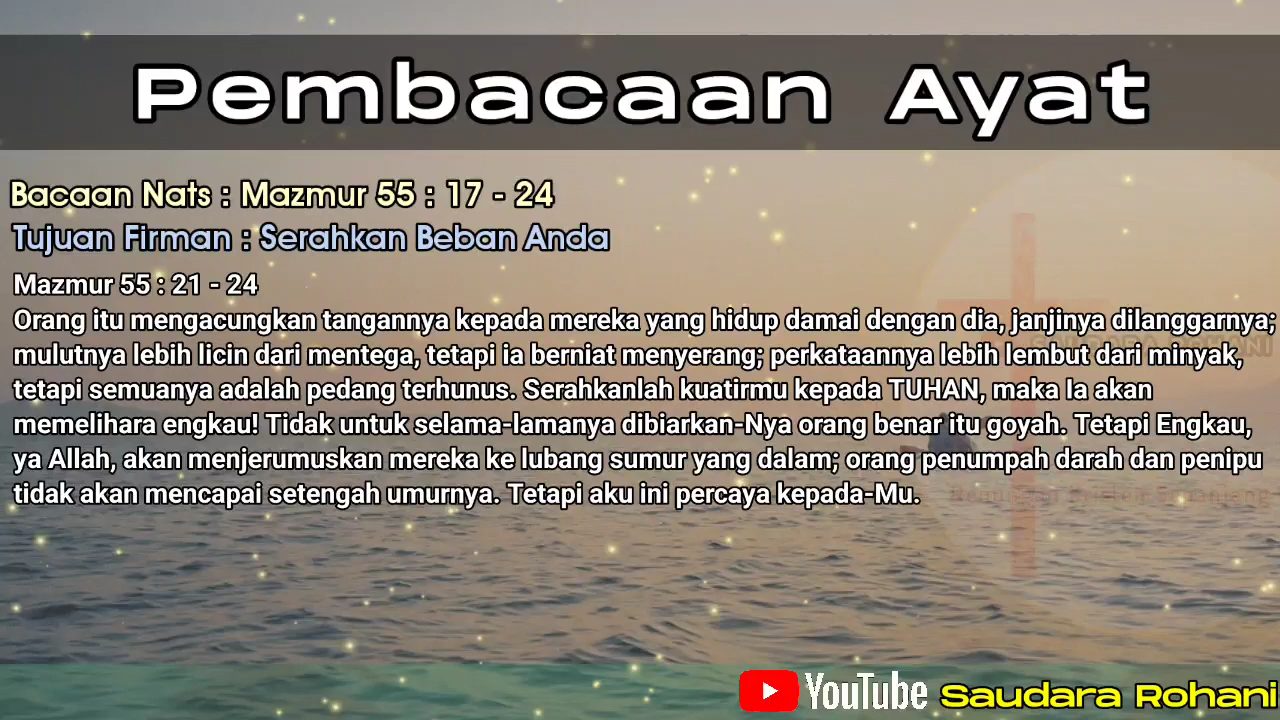 Pembacaan Ayat
Bacaan Nats : Mazmur 55 : 17 - 24
Tujuan Firman : Serahkan Beban Anda
Mazmur 55 : 21 - 24
Orang itu mengacungkan tangannya kepada mereka yang hidup damai dengan dia, janjinya dilanggarnya;
mulutnya lebih licin dari mentega, tetapi ia berniat menyerang; perkataannya lebih lembut dari minyak,
tetapi semuanya adalah pedang terhunus. Serahkanlah kuatirmu kepada TUHAN, maka Ia akan
memelihara engkau! Tidak untuk selama-lamanya dibiarkan-Nya orang benar itu goyah. Tetapi Engkau,
ya Allah, akan menjerumuskan mereka ke lubang sumur yang dalam; orang penumpah darah dan penipu
tidak akan mencapai setengah umurnya. Tetapi aku ini percaya kepada-Mu.
SAUDARA ROHANI
YouTube Saudara Rohani